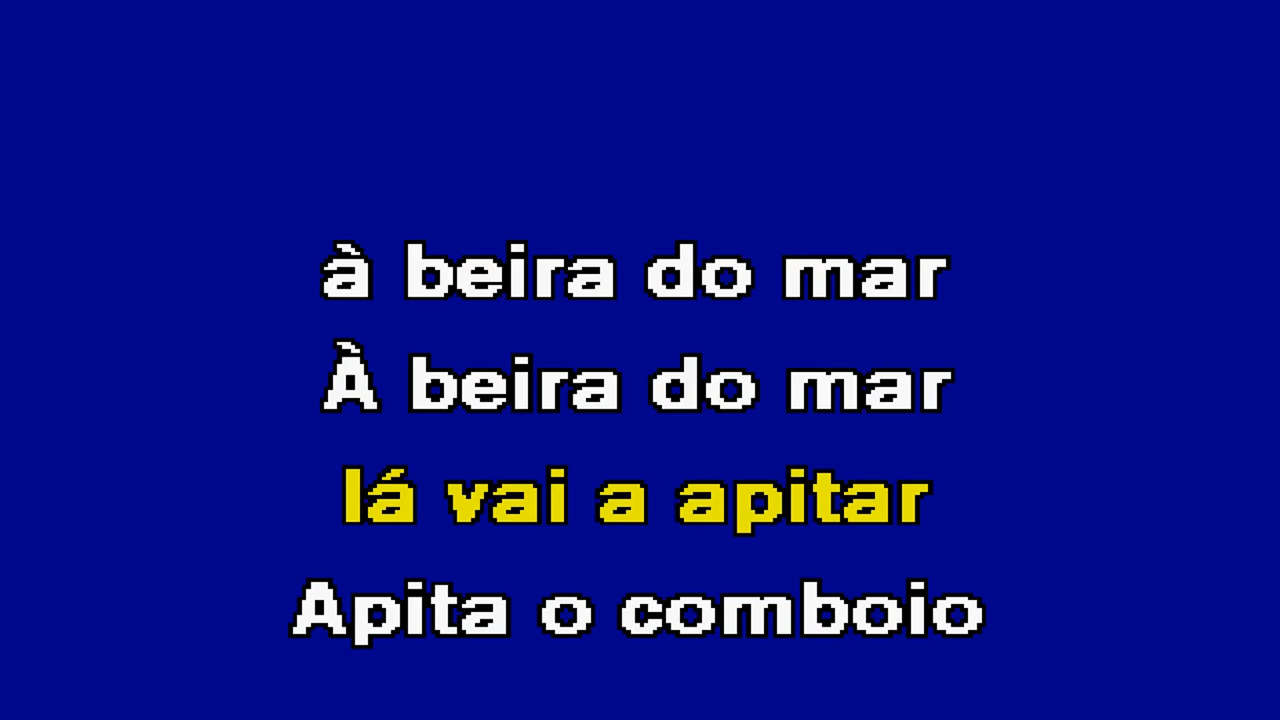 à beira do mar
À beira do mar
lá vai a apitar
Apita o comboio